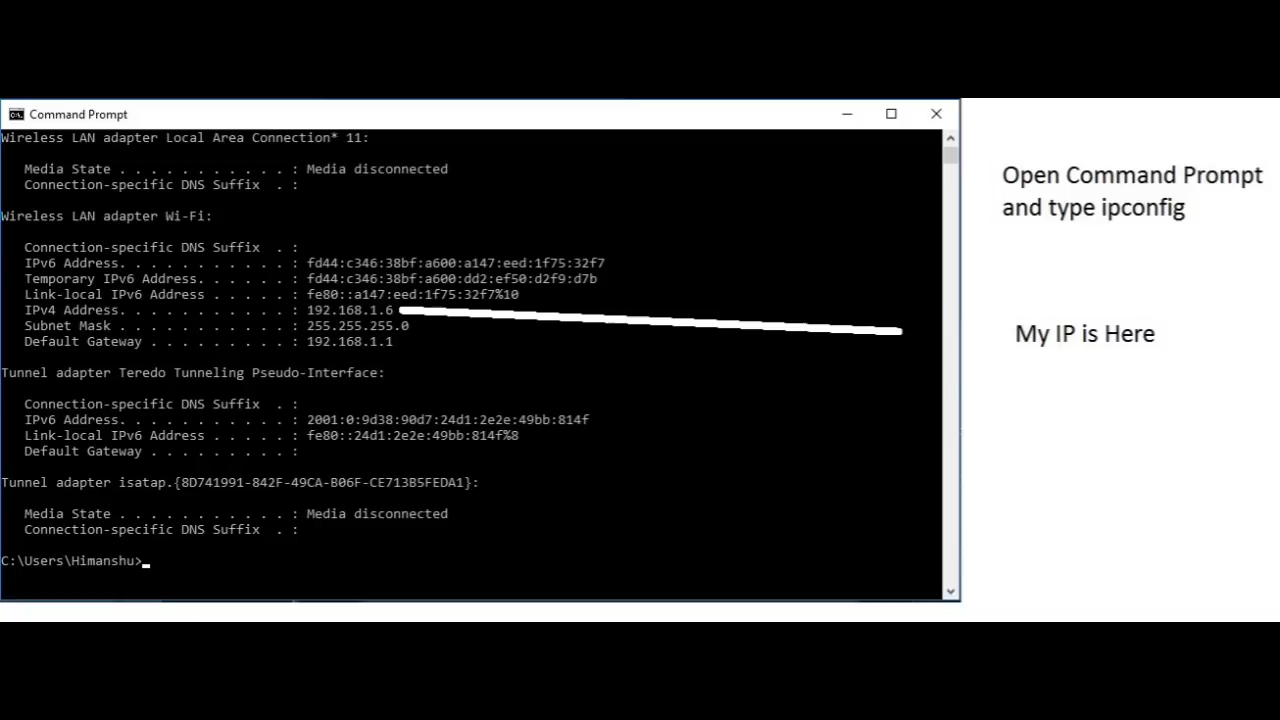 Command Prompt
Wireless LAN adapter Local Area Connection* 11:
Media State . . . . . . . . . . . : Media disconnected
Connection-specific DNS Suffix  . :
Wireless LAN adapter Wi-Fi:
Connection-specific DNS Suffix  . :
IPv6 Address. . . . . . . . . . . : fd44:c346:38bf:a600:a147:eed:1f75:32f7
Temporary IPv6 Address. . . . . . : fd44:c346:38bf:a600:dd2:ef50:d2f9:d7b
Link-local IPv6 Address . . . . . : fe80::a147:eed:1f75:32f7%10
IPv4 Address. . . . . . . . . . . : 192.168.1.6
Subnet Mask . . . . . . . . . . . : 255.255.255.0
Default Gateway . . . . . . . . . : 192.168.1.1
Tunnel adapter Teredo Tunneling Pseudo-Interface:
Connection-specific DNS Suffix  . :
IPv6 Address. . . . . . . . . . . : 2001:0:9d38:90d7:24d1:2e2e:49bb:814f
Link-local IPv6 Address . . . . . : fe80::24d1:2e2e:49bb:814f%8
Default Gateway . . . . . . . . . :
Tunnel adapter isatap.{8D741991-842F-49CA-B06F-CE713B5FEDA1}:
Media State . . . . . . . . . . . : Media disconnected
Connection-specific DNS Suffix  . :
C:\Users\Himanshu>
Open Command Prompt
and type ipconfig
My IP is Here